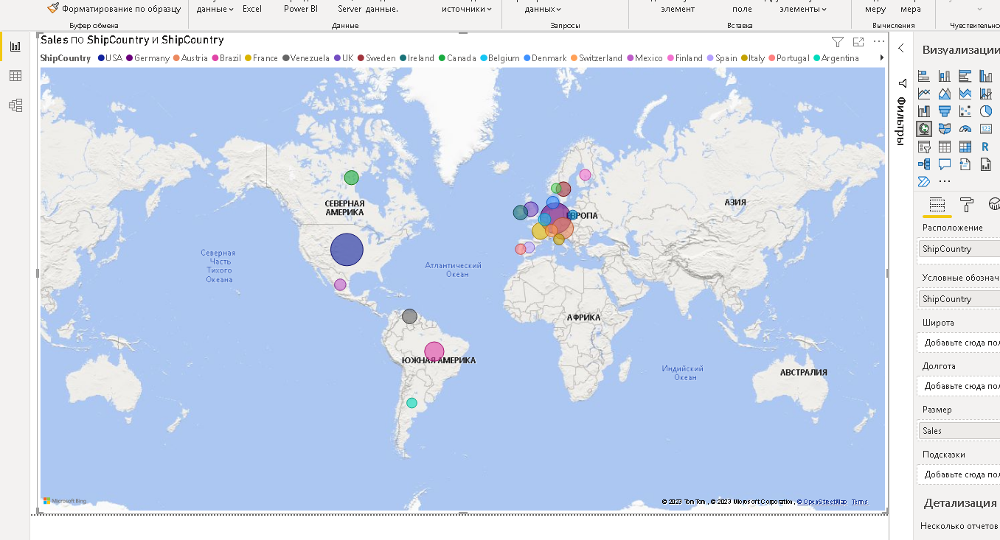 Форматирование по образцу
данные
Excel
Power BI
Server
данные.
источники
данных
элемент
поле
элементы
меру
мера
Буфер обмена
Данные
Запросы
Вставка
Вычисления
Чувствительно
Sales по ShipCountry и ShipCountry
ShipCountry USA Germany Austria Brazil France Venezuela UK Sweden Ireland Canada Belgium Denmark Switzerland Mexico Finland Spain Italy Portugal Argentina
СЕВЕРНАЯ
АМЕРИКА
АЗИЯ
Северная
Часть
Тихого
Океана
Атлантический
Океан
АФРИКА
ЮЖНАЯ АМЕРИКА
Индийский
Океан
АВСТРАЛИЯ
Microsoft Bing
© 2023 TomTom, © 2023 Microsoft Corporation, © OpenStreetMap Terms
Фильтры
Визуализации
123
R
Расположение
ShipCountry
Условные обознач
ShipCountry
Широта
Добавьте сюда пол
Долгота
Добавьте сюда пол
Размер
Sales
Подсказки
Добавьте сюда пол
Детализация
Несколько отчетов